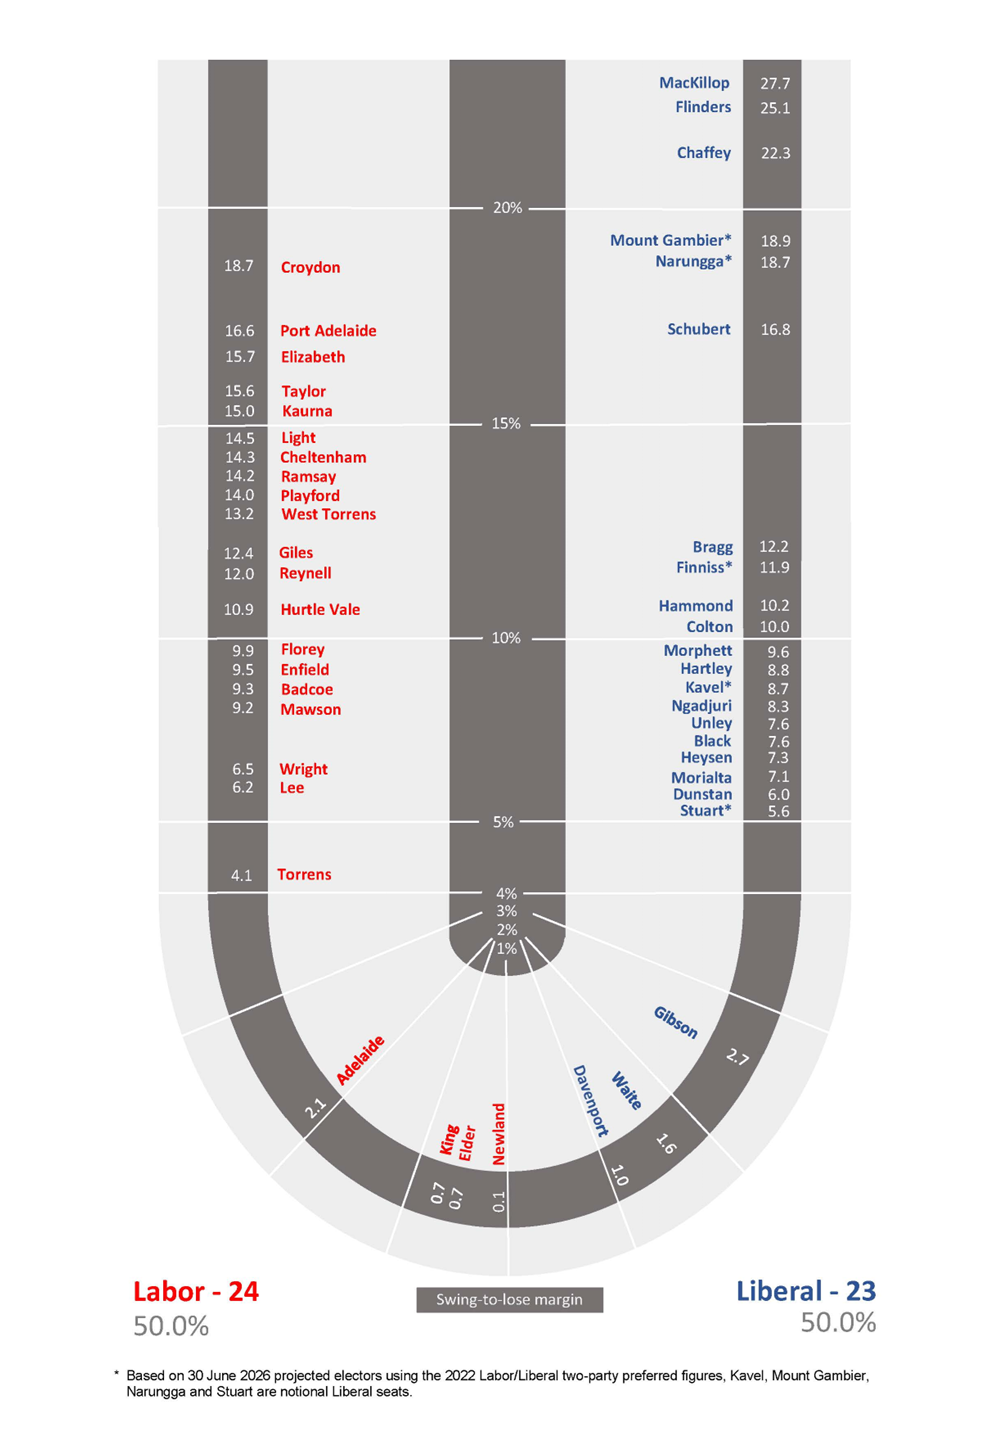 MacKillop 27.7
Flinders 25.1
Chaffey 22.3
20%
Mount Gambier* 18.9
Narungga* 18.7
18.7 Croydon
16.6 Port Adelaide
Schubert 16.8
15.7 Elizabeth
15.6 Taylor
15.0 Kaurna
15%
14.5 Light
14.3 Cheltenham
14.2 Ramsay
14.0 Playford
13.2 West Torrens
Bragg 12.2
12.4 Giles
Finniss* 11.9
12.0 Reynell
Hammond 10.2
10.9 Hurtle Vale
Colton 10.0
10%
9.9 Florey
Morphett 9.6
9.5 Enfield
Hartley 8.8
9.3 Badcoe
Kavel* 8.7
9.2 Mawson
Ngadjuri 8.3
Unley 7.6
Black 7.6
Heysen 7.3
6.5 Wright
Morialta 7.1
6.2 Lee
Dunstan 6.0
Stuart* 5.6
5%
4.1 Torrens
4%
3%
2%
1%
Adelaide 2.1
King 0.7
Elder 0.7
Newland 0.1
Davenport 1.0
Waite 1.6
Gibson 2.7
Labor - 24
50.0%
Swing-to-lose margin
Liberal - 23
50.0%
* Based on 30 June 2026 projected electors using the 2022 Labor/Liberal two-party preferred figures, Kavel, Mount Gambier,
Narungga and Stuart are notional Liberal seats.